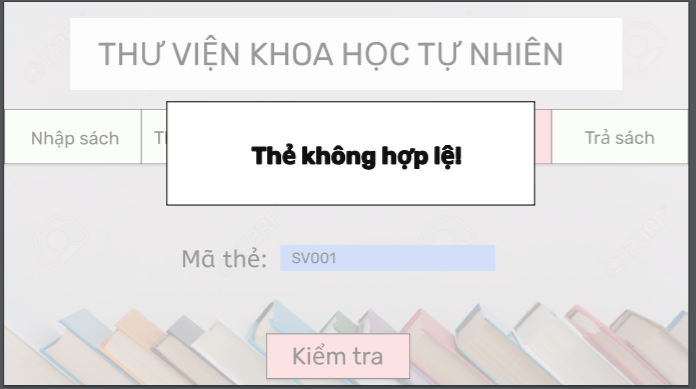 THƯ VIỆN KHOA HỌC TỰ NHIÊN
Nhập sách
Trả sách
Thẻ không hợp lệ!
Mã thẻ: SV001
Kiểm tra